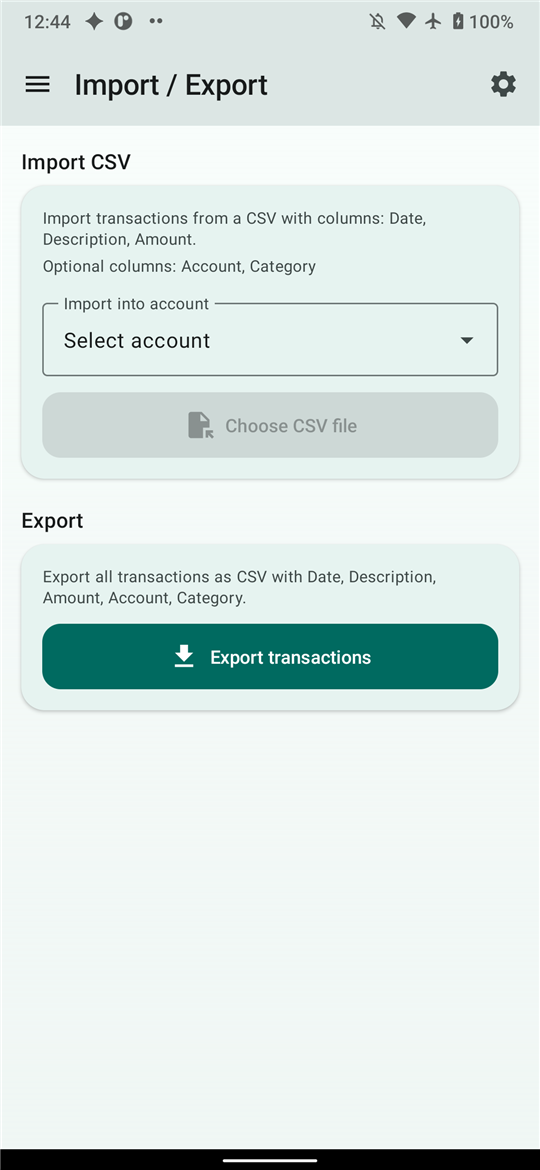 12:44
100%
Import / Export
Import CSV
Import transactions from a CSV with columns: Date,
Description, Amount.
Optional columns: Account, Category
Import into account
Select account
Choose CSV file
Export
Export all transactions as CSV with Date, Description,
Amount, Account, Category.
Export transactions